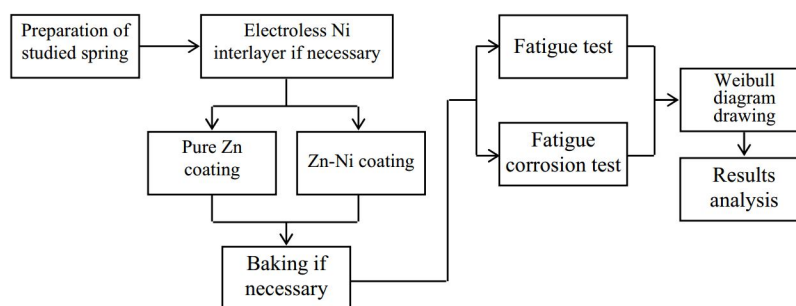 Preparation of
studied spring
Electroless Ni
interlayer if necessary
Pure Zn
coating
Zn-Ni coating
Baking if
necessary
Fatigue test
Fatigue
corrosion test
Weibull
diagram
drawing
Results
analysis